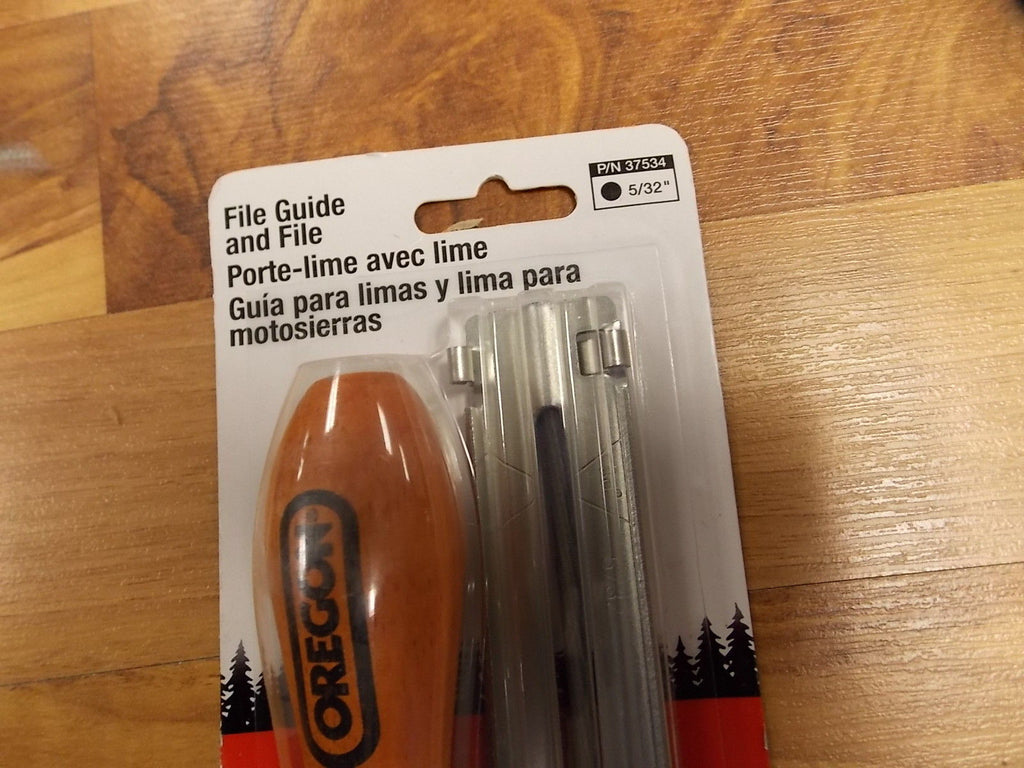 P/N 37534
5/32"
File Guide
and File
Porte-lime avec lime
Guía para limas y lima para
motosierras
OREGON®